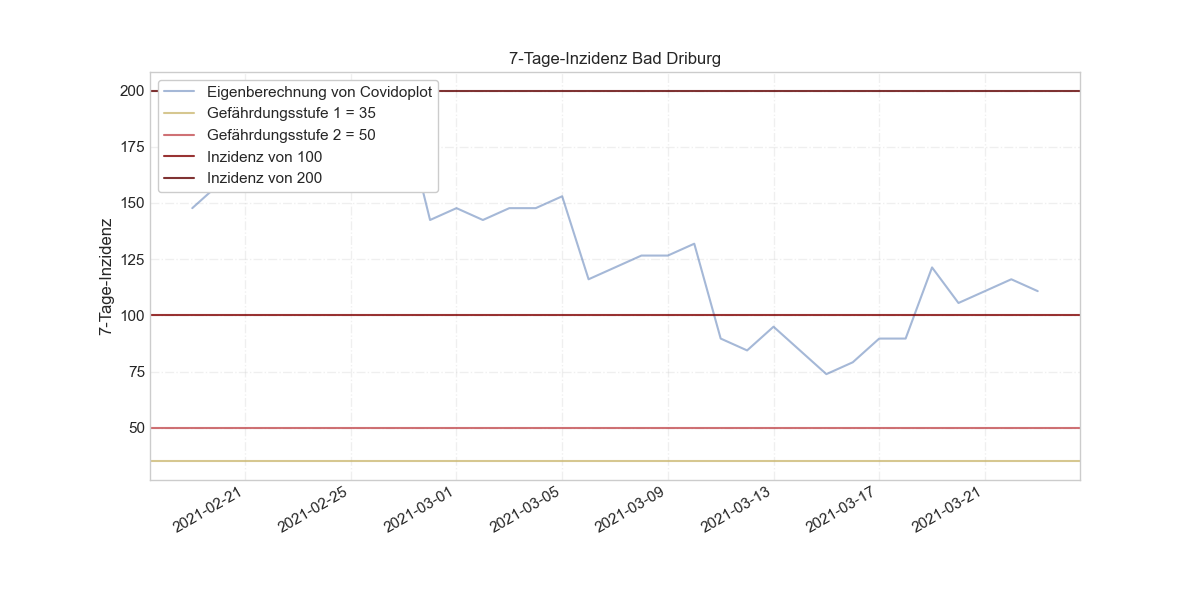 7-Tage-Inzidenz Bad Driburg
Eigenberechnung von Covidoplot
Gefährdungsstufe 1 = 35
Gefährdungsstufe 2 = 50
Inzidenz von 100
Inzidenz von 200
7-Tage-Inzidenz
200
175
150
125
100
75
50
2021-02-21
2021-02-25
2021-03-01
2021-03-05
2021-03-09
2021-03-13
2021-03-17
2021-03-21